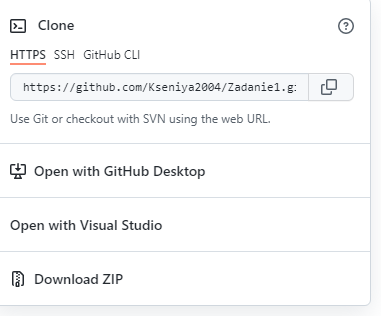 Clone
HTTPS SSH GitHub CLI
https://github.com/Kseniya2004/Zadanie1.gi
Use Git or checkout with SVN using the web URL.
Open with GitHub Desktop
Open with Visual Studio
Download ZIP